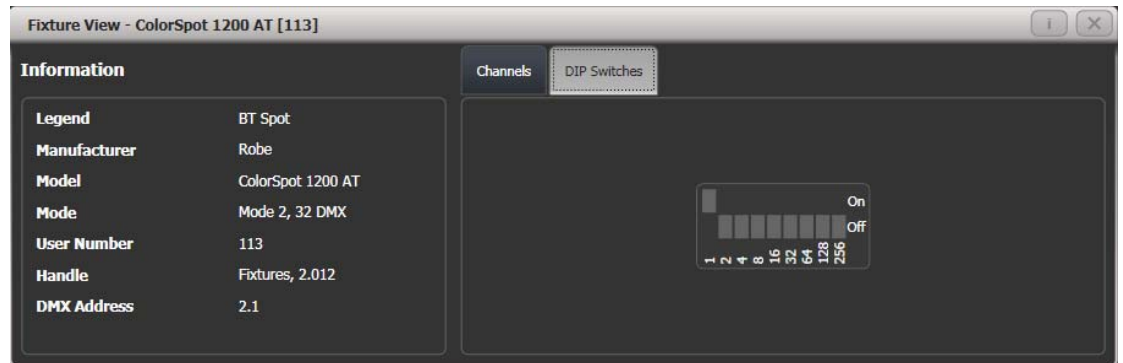 Fixture View - ColorSpot 1200 AT [113]
i
Information
Channels
DIP Switches
Legend BT Spot
Manufacturer Robe
Model ColorSpot 1200 AT
Mode Mode 2, 32 DMX
User Number 113
Handle Fixtures, 2.012
DMX Address 2.1
On
Off
1 2 4 8 16 32 64 128 256